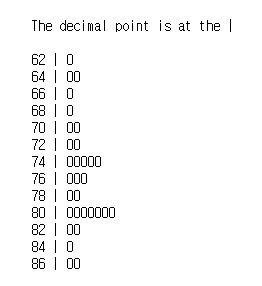 The decimal point is at the |
62 | 0
64 | 00
66 | 0
68 | 0
70 | 00
72 | 00
74 | 00000
76 | 000
78 | 00
80 | 0000000
82 | 00
84 | 0
86 | 00